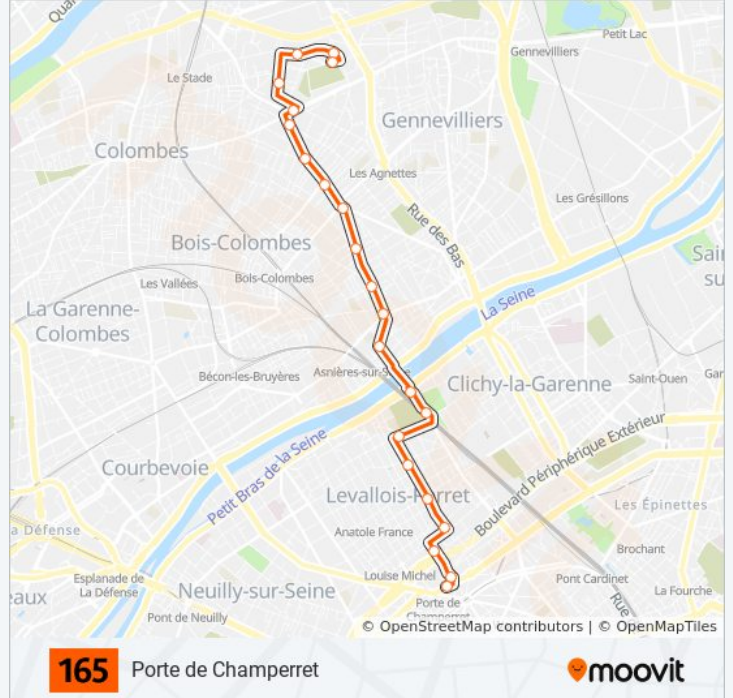 Petit Lac
Gennevilliers
Le Stade
Gennevilliers
Colombes
Les Agnettes
Les Grésillons
Rue des Bas
Bois-Colombes
Les Vallées
Bois-Colombes
La Seine
La Garenne-
Colombes
Bécon-les-Bruyères
Clichy-la-Garenne
Saint-Ouen
Courbevoie
Petit Bras de la Seine
Boulevard Périphérique Extérieur
Levallois-Perret
Les Épinettes
Anatole France
Brochant
Esplanade de
La Défense
Louise Michel
Pont Cardinet
La Fourche
Neuilly-sur-Seine
Porte de
Champerret
Pont de Neuilly
Rue
© OpenStreetMap contributors | © OpenMapTiles
165 Porte de Champerret
moovit